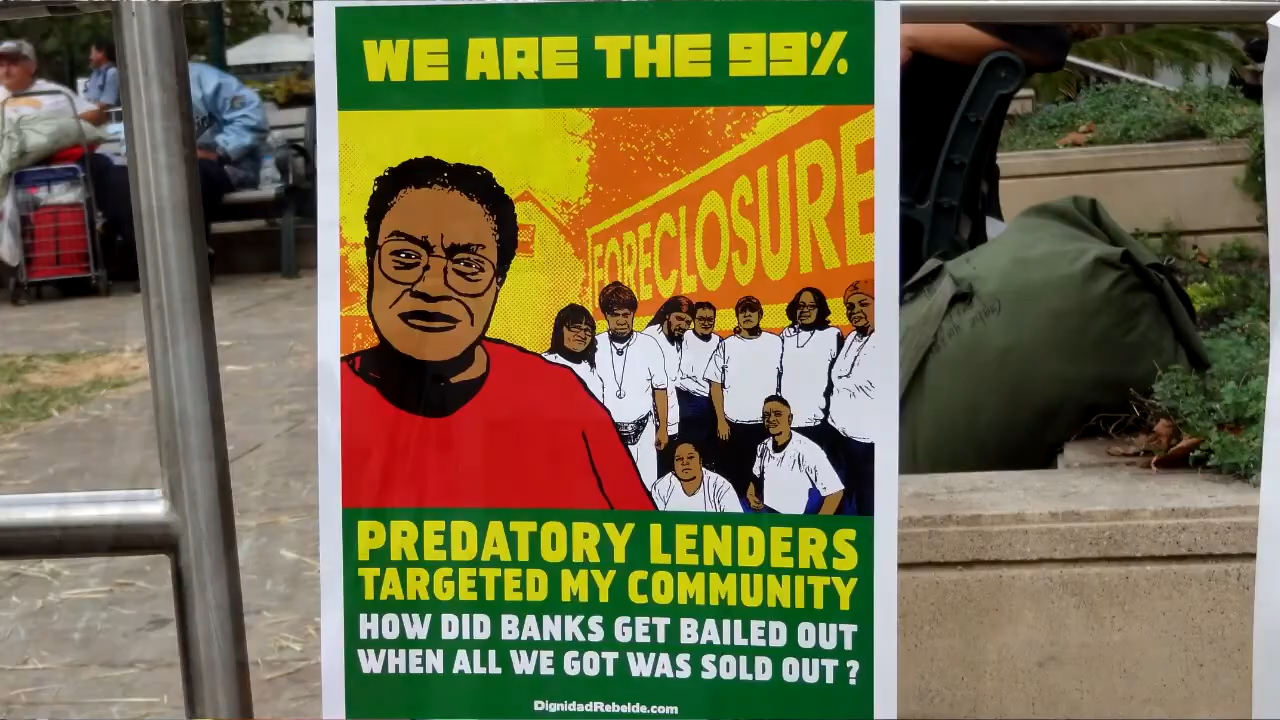 WE ARE THE 99%
FORECLOSURE
PREDATORY LENDERS
TARGETED MY COMMUNITY
HOW DID BANKS GET BAILED OUT
WHEN ALL WE GOT WAS SOLD OUT ?
DignidadRebelde.com